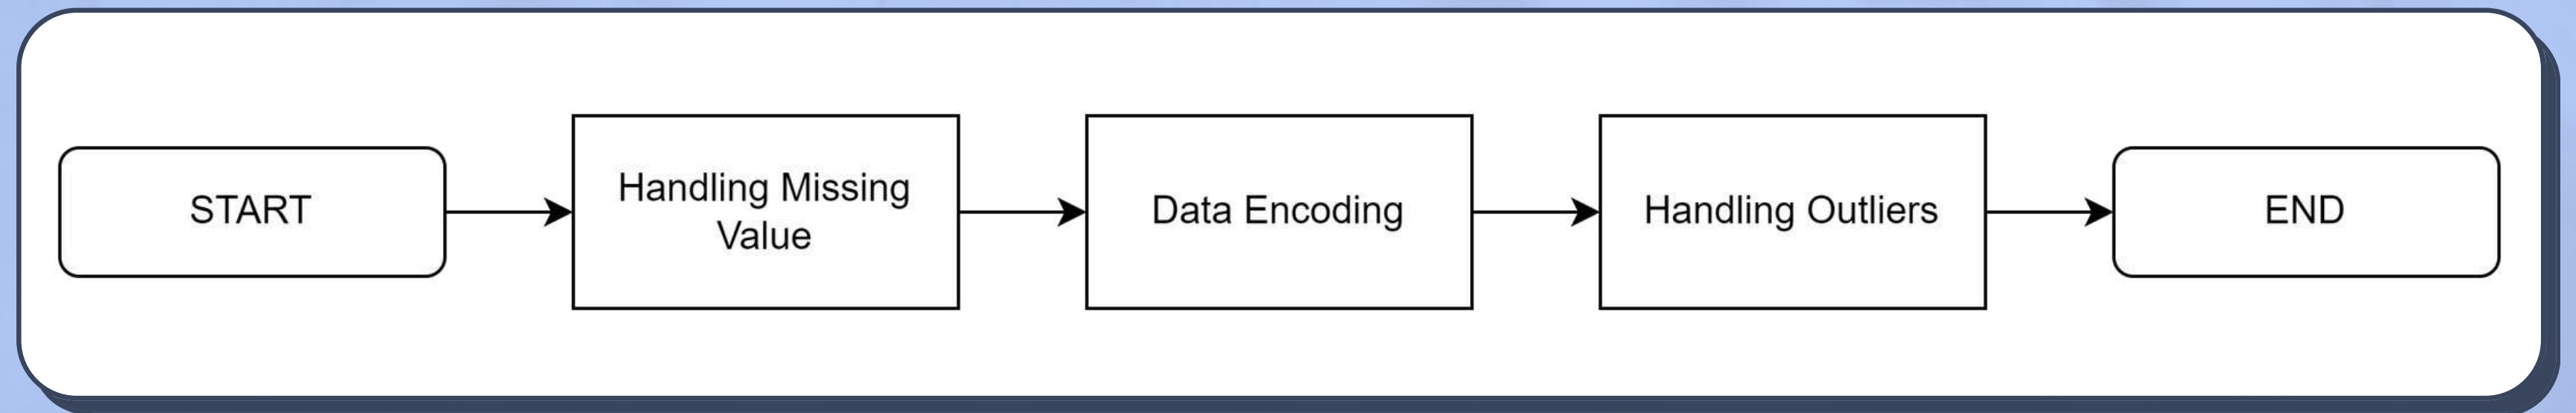 START
Handling Missing
Value
Data Encoding
Handling Outliers
END